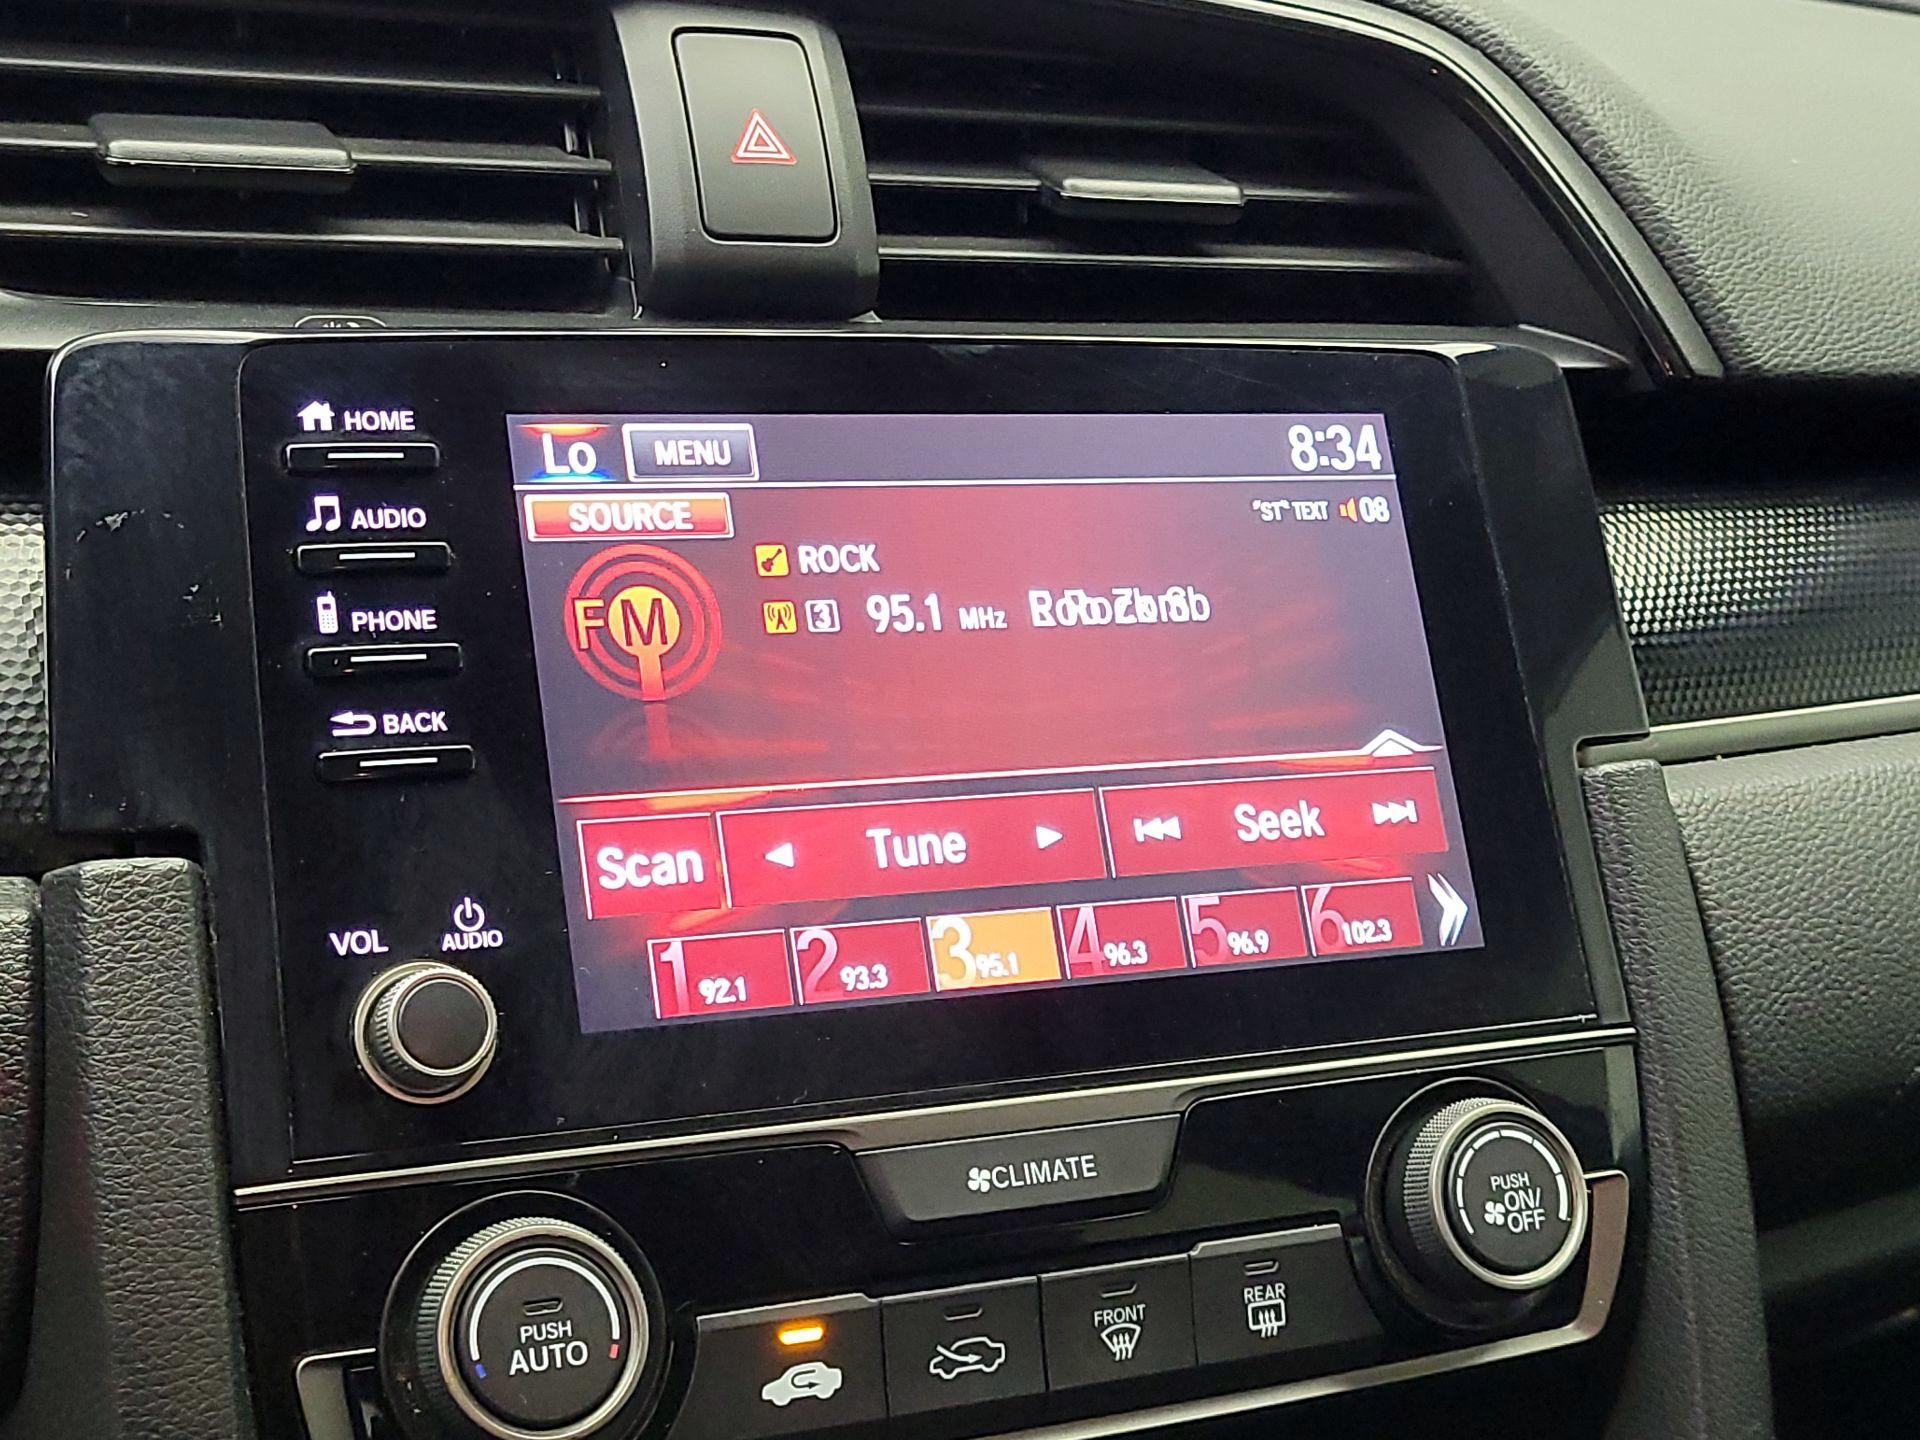 HOME
AUDIO
PHONE
BACK
VOL
AUDIO
Lo MENU 8:34
SOURCE "ST" TEXT 08
FM
ROCK
3 95.1 MHz
Scan Tune Seek
1 92.1 2 93.3 3 95.1 4 96.3 5 96.9 6 102.3
CLIMATE
PUSH
AUTO
FRONT
REAR
PUSH
ON/
OFF